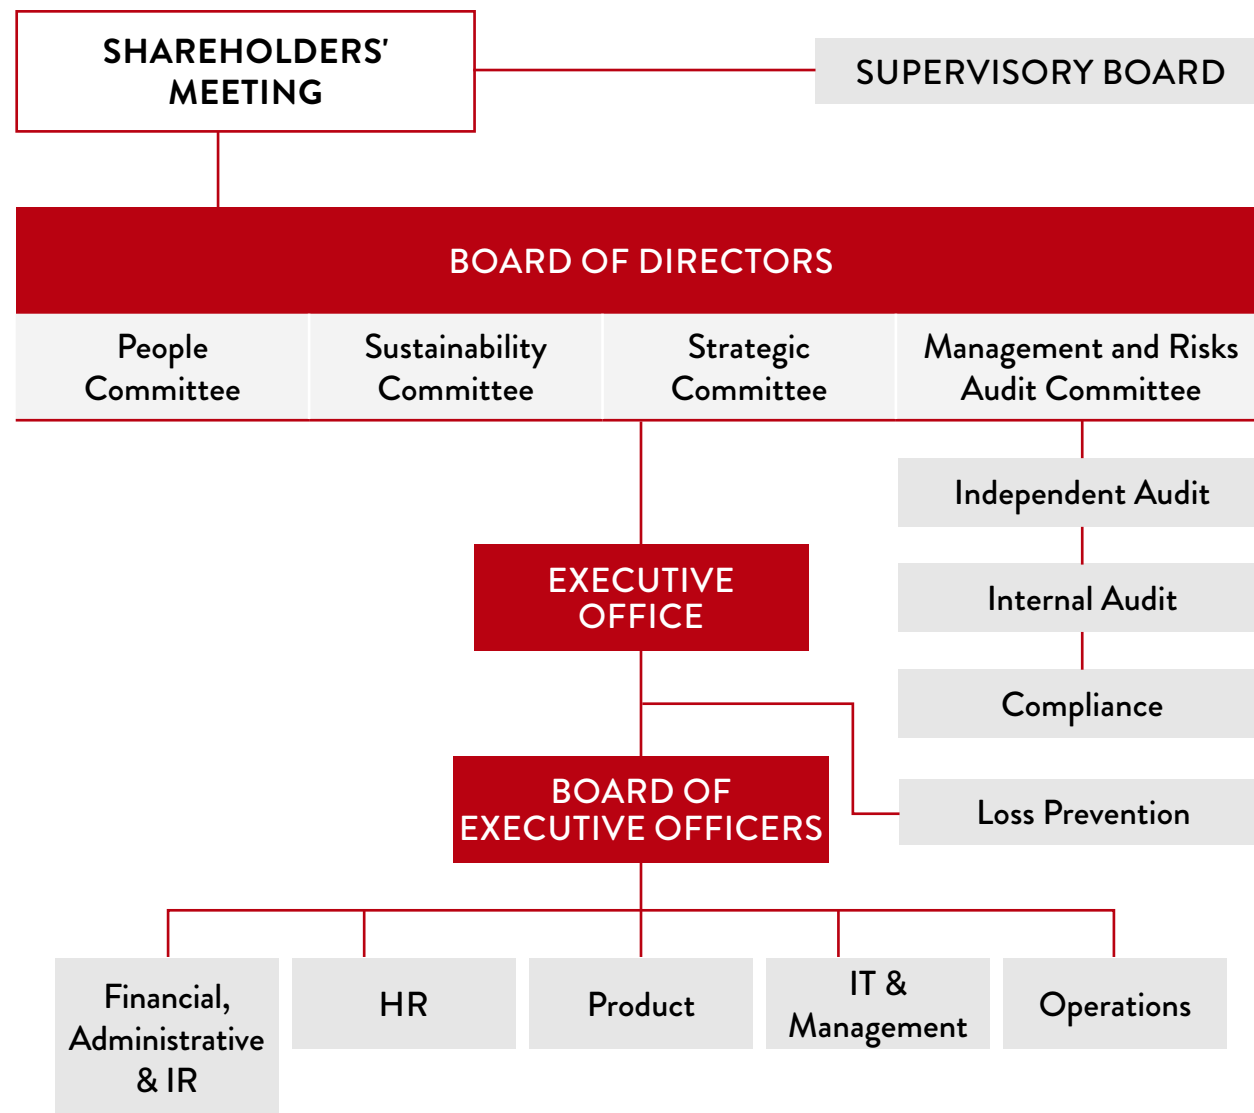 SHAREHOLDERS'
MEETING
SUPERVISORY BOARD
BOARD OF DIRECTORS
People
Committee
Sustainability
Committee
Strategic
Committee
Management and Risks
Audit Committee
Independent Audit
EXECUTIVE
OFFICE
Internal Audit
Compliance
BOARD OF
EXECUTIVE OFFICERS
Loss Prevention
Financial,
Administrative
& IR
HR
Product
IT &
Management
Operations